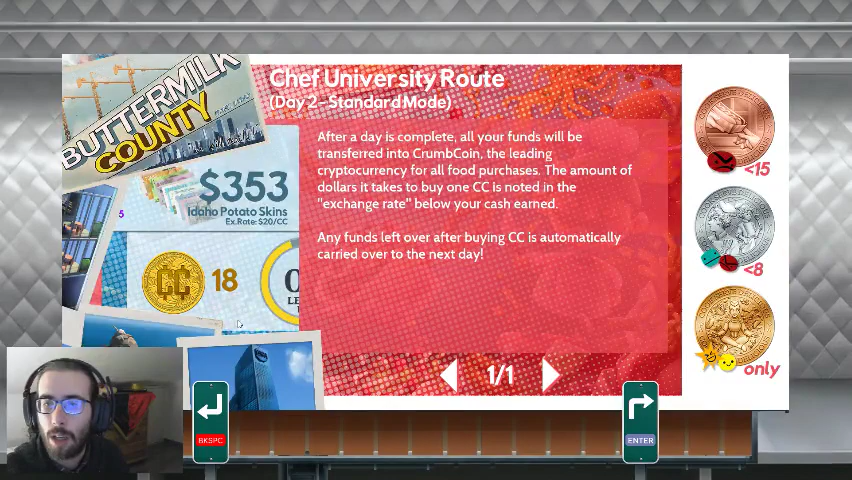 BUTTERMILK
COUNTY
Chef University Route
(Day 2 - Standard Mode)
After a day is complete, all your funds will be
transferred into CrumbCoin, the leading
cryptocurrency for all food purchases. The amount of
dollars it takes to buy one CC is noted in the
"exchange rate" below your cash earned.
Any funds left over after buying CC is automatically
carried over to the next day!
$353
Idaho Potato Skins
Ex.Rate: $20/CC
5
CC
18
<15
<8
only
1/1
BKSPC
ENTER